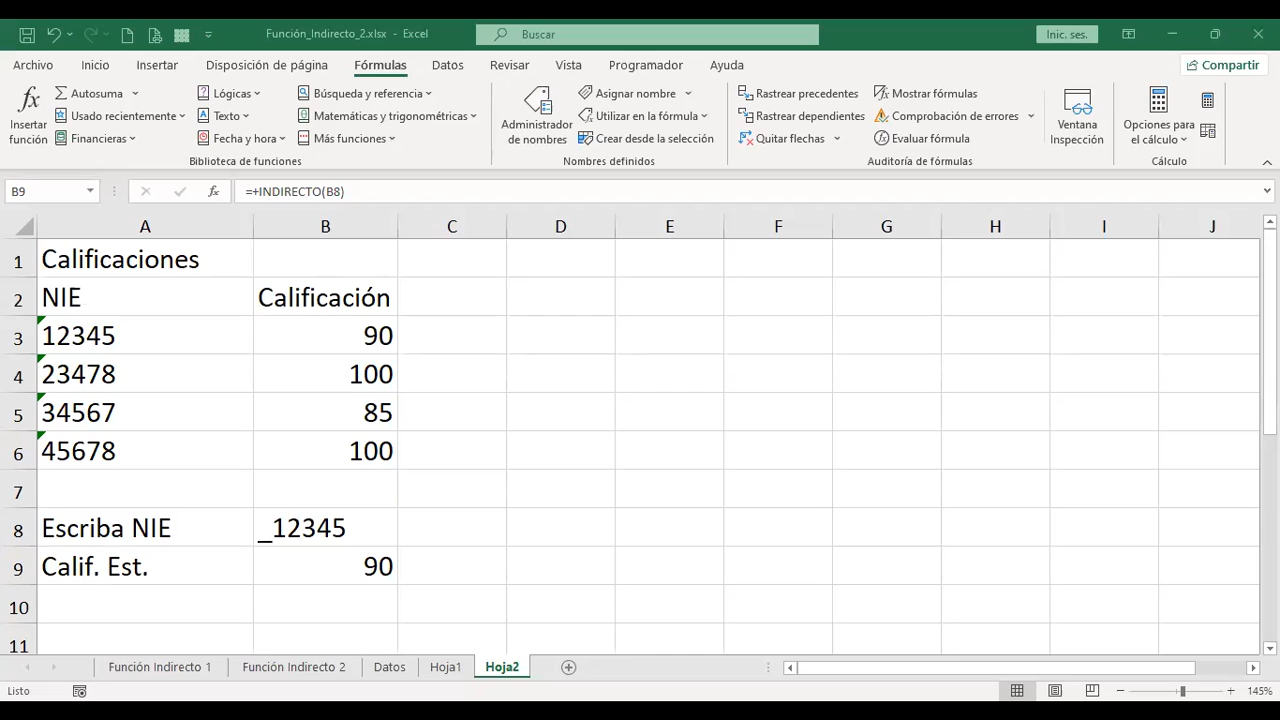 Función_Indirecto_2.xlsx - Excel
Buscar
Inic. ses.
Archivo Inicio Insertar Disposición de página Fórmulas Datos Revisar Vista Programador Ayuda
Compartir
Insertar función
Autosuma
Usado recientemente
Financieras
Lógicas
Texto
Fecha y hora
Búsqueda y referencia
Matemáticas y trigonométricas
Más funciones
Biblioteca de funciones
Administrador de nombres
Asignar nombre
Utilizar en la fórmula
Crear desde la selección
Nombres definidos
Rastrear precedentes
Rastrear dependientes
Quitar flechas
Mostrar fórmulas
Comprobación de errores
Evaluar fórmula
Auditoría de fórmulas
Ventana Inspección
Opciones para el cálculo
Cálculo
B9 fx =+INDIRECTO(B8)
A B C D E F G H I J
1 Calificaciones
2 NIE Calificación
3 12345 90
4 23478 100
5 34567 85
6 45678 100
7
8 Escriba NIE _12345
9 Calif. Est. 90
10
11
Función Indirecto 1 Función Indirecto 2 Datos Hoja1 Hoja2
Listo 145%